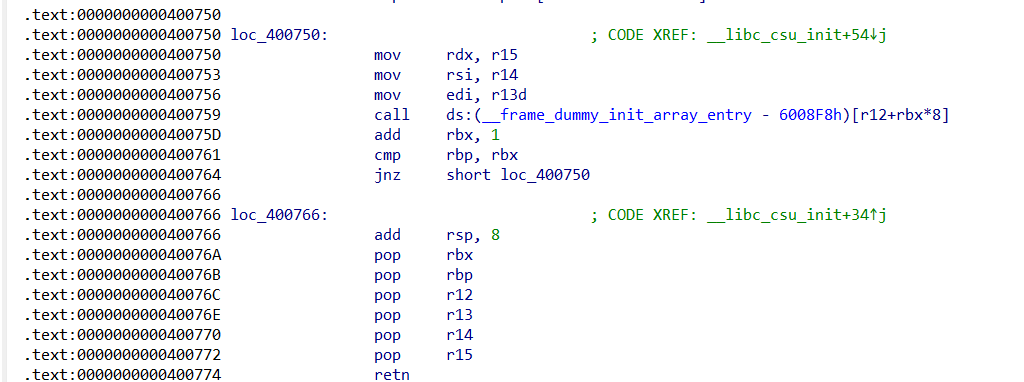 .text:0000000000400750
.text:0000000000400750 loc_400750: ; CODE XREF: __libc_csu_init+54↓j
.text:0000000000400750 mov rdx, r15
.text:0000000000400753 mov rsi, r14
.text:0000000000400756 mov edi, r13d
.text:0000000000400759 call ds:(__frame_dummy_init_array_entry - 6008F8h)[r12+rbx*8]
.text:000000000040075D add rbx, 1
.text:0000000000400761 cmp rbp, rbx
.text:0000000000400764 jnz short loc_400750
.text:0000000000400766
.text:0000000000400766 loc_400766: ; CODE XREF: __libc_csu_init+34↑j
.text:0000000000400766 add rsp, 8
.text:000000000040076A pop rbx
.text:000000000040076B pop rbp
.text:000000000040076C pop r12
.text:000000000040076E pop r13
.text:0000000000400770 pop r14
.text:0000000000400772 pop r15
.text:0000000000400774 retn